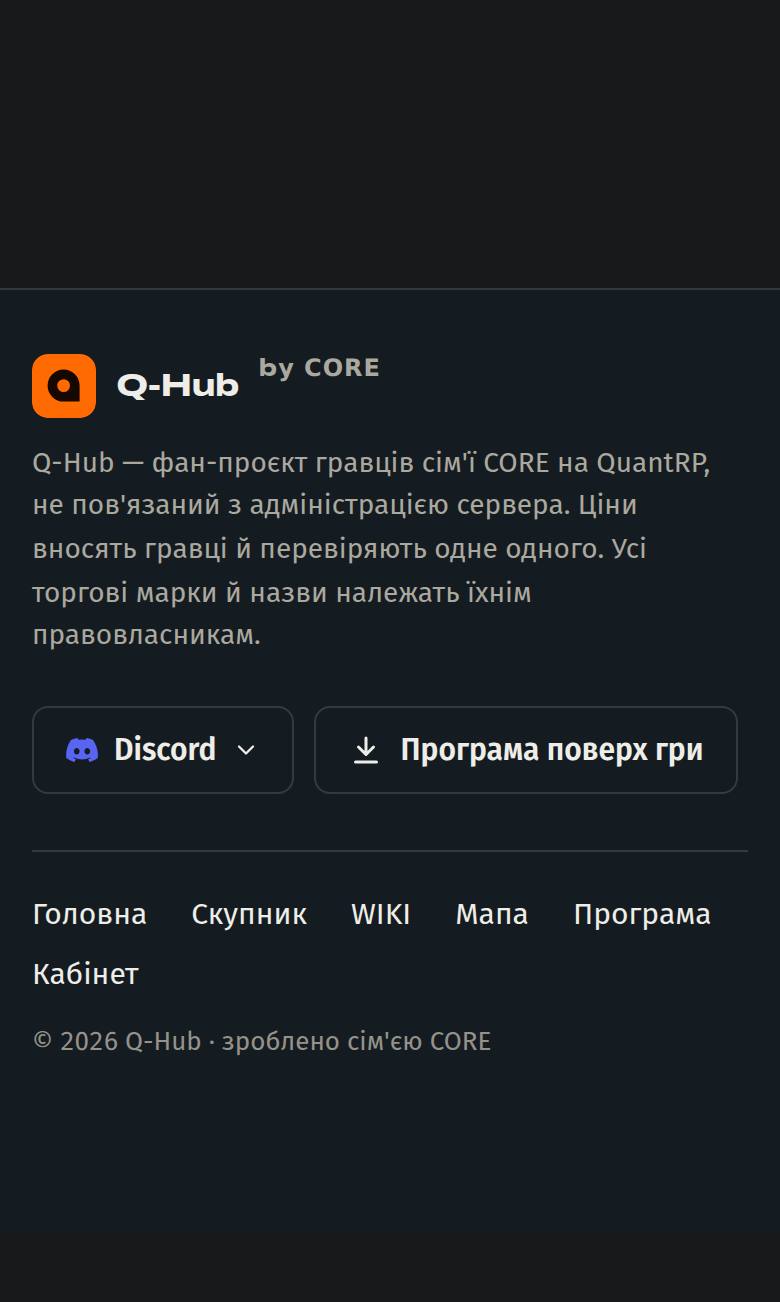 Q-Hub by CORE
Q-Hub — фан-проєкт гравців сім'ї CORE на QuantRP,
не пов'язаний з адміністрацією сервера. Ціни
вносять гравці й перевіряють одне одного. Усі
торгові марки й назви належать їхнім
правовласникам.
Discord
Програма поверх гри
Головна Скупник WIKI Мапа Програма
Кабінет
© 2026 Q-Hub · зроблено сім'єю CORE